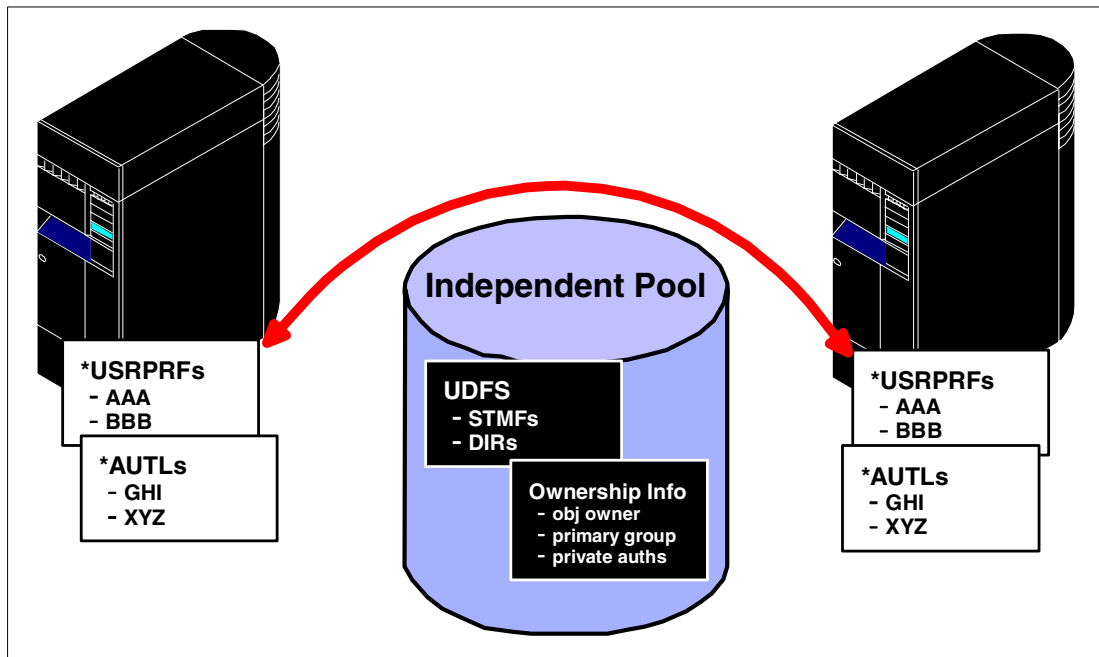 Independent Pool
*USRPRFs
- AAA
- BBB
*AUTLs
- GHI
- XYZ
UDFS
- STMFs
- DIRs
Ownership Info
- obj owner
- primary group
- private auths
*USRPRFs
- AAA
- BBB
*AUTLs
- GHI
- XYZ